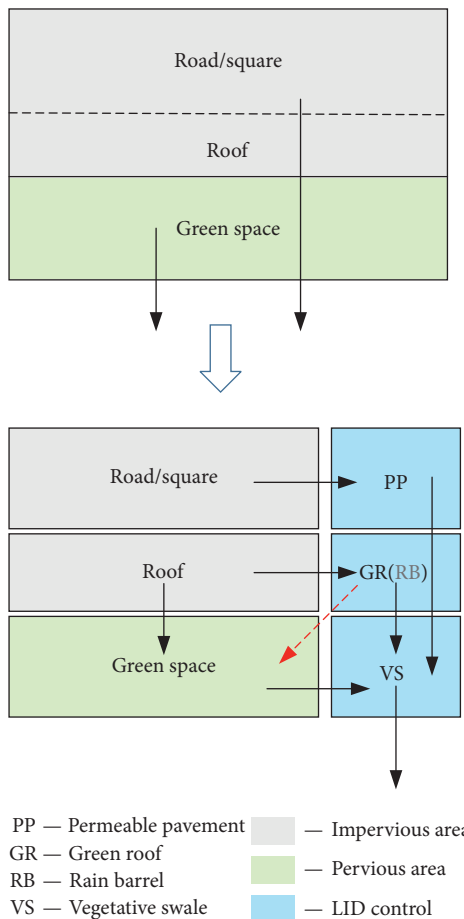 Road/square
Roof
Green space
Road/square
PP
Roof
GR(RB)
Green space
VS
PP — Permeable pavement
GR — Green roof
RB — Rain barrel
VS — Vegetative swale
— Impervious area
— Pervious area
— LID control